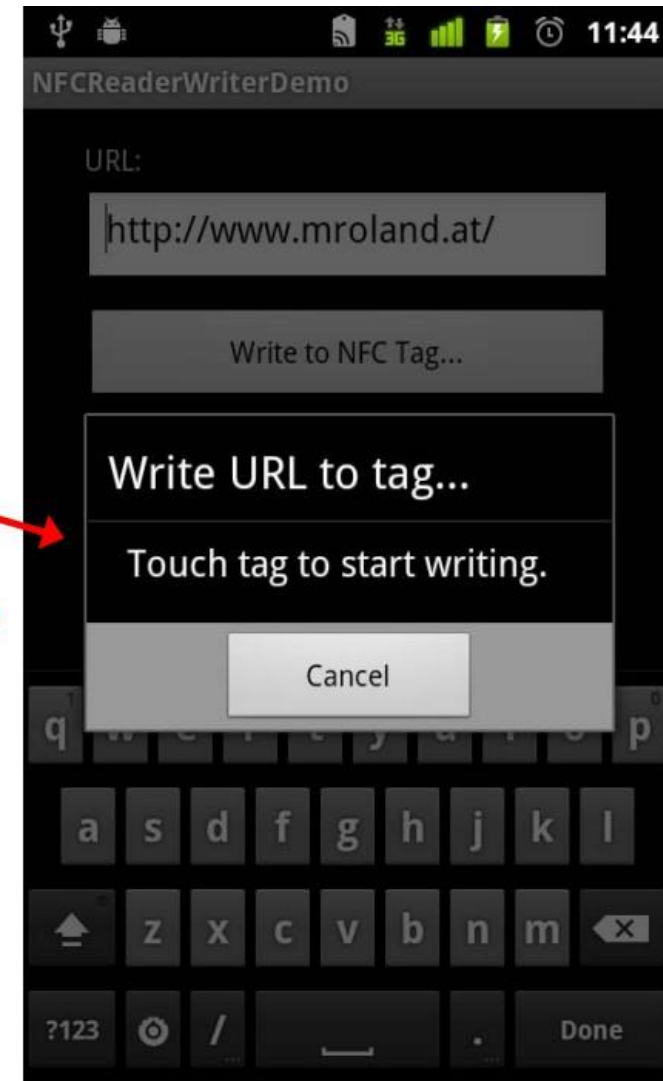 3G 11:44
NFCReaderWriterDemo
URL:
http://www.mroland.at/
Write to NFC Tag...
Write URL to tag...
Touch tag to start writing.
Cancel
q p
a s d f g h j k l
z x c v b n m
?123 / . Done